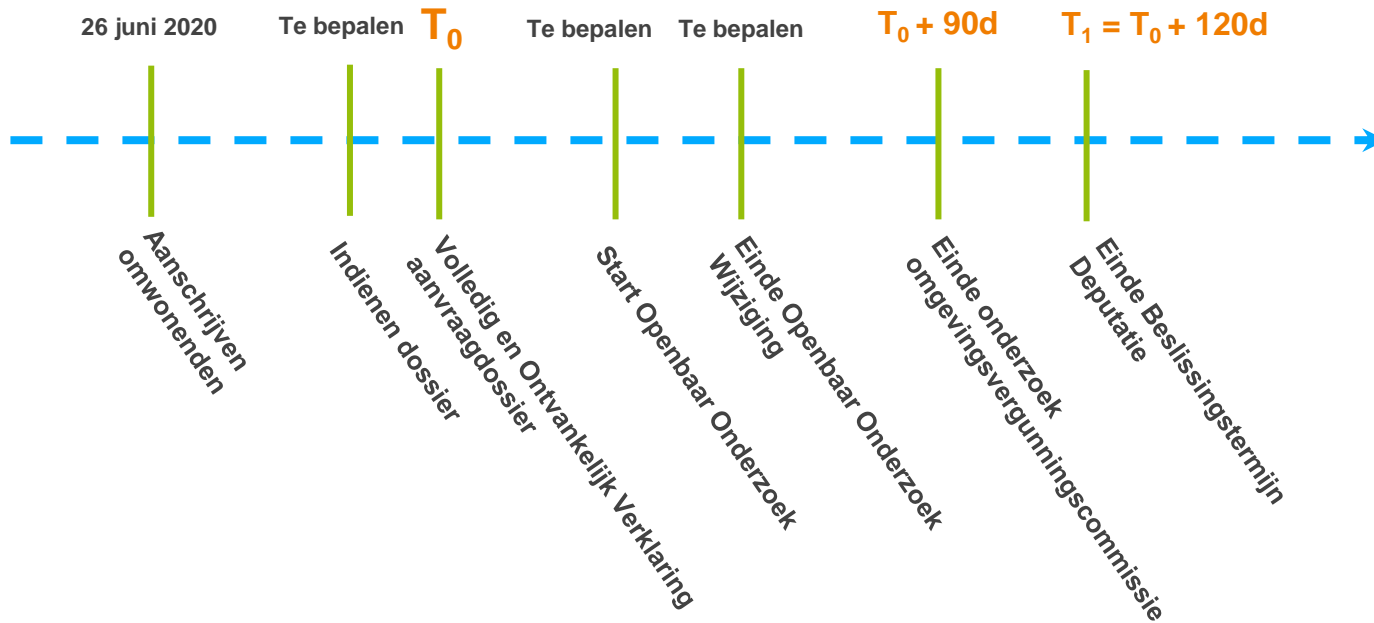 26 juni 2020
Te bepalen
T₀
Te bepalen
Te bepalen
T₀ + 90d
T₁ = T₀ + 120d
Aanschrijven
omwonenden
Indienen dossier
Volledig en Ontvankelijk Verklaring
aanvraagdossier
Start Openbaar Onderzoek
Einde Openbaar Onderzoek
Wijziging
Einde onderzoek
omgevingsvergunningscommissie
Einde Beslissingstermijn
Deputatie